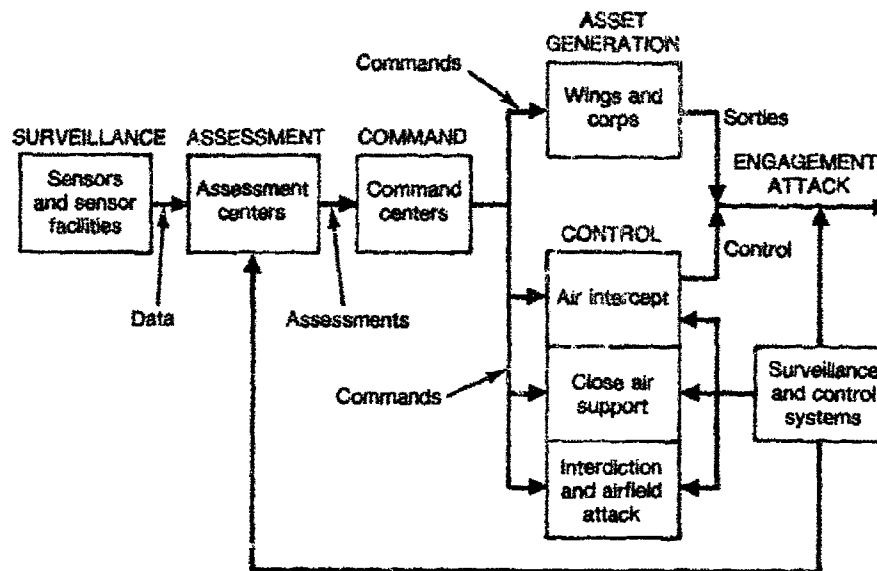 ASSET
GENERATION
Commands
Wings and
corps
Sorties
SURVEILLANCE
ASSESSMENT
COMMAND
ENGAGEMENT
ATTACK
Sensors
and sensor
facilities
Assessment
centers
Command
centers
CONTROL
Control
Air intercept
Data
Assessments
Commands
Close air
support
Surveillance
and control
systems
Interdiction
and airfield
attack